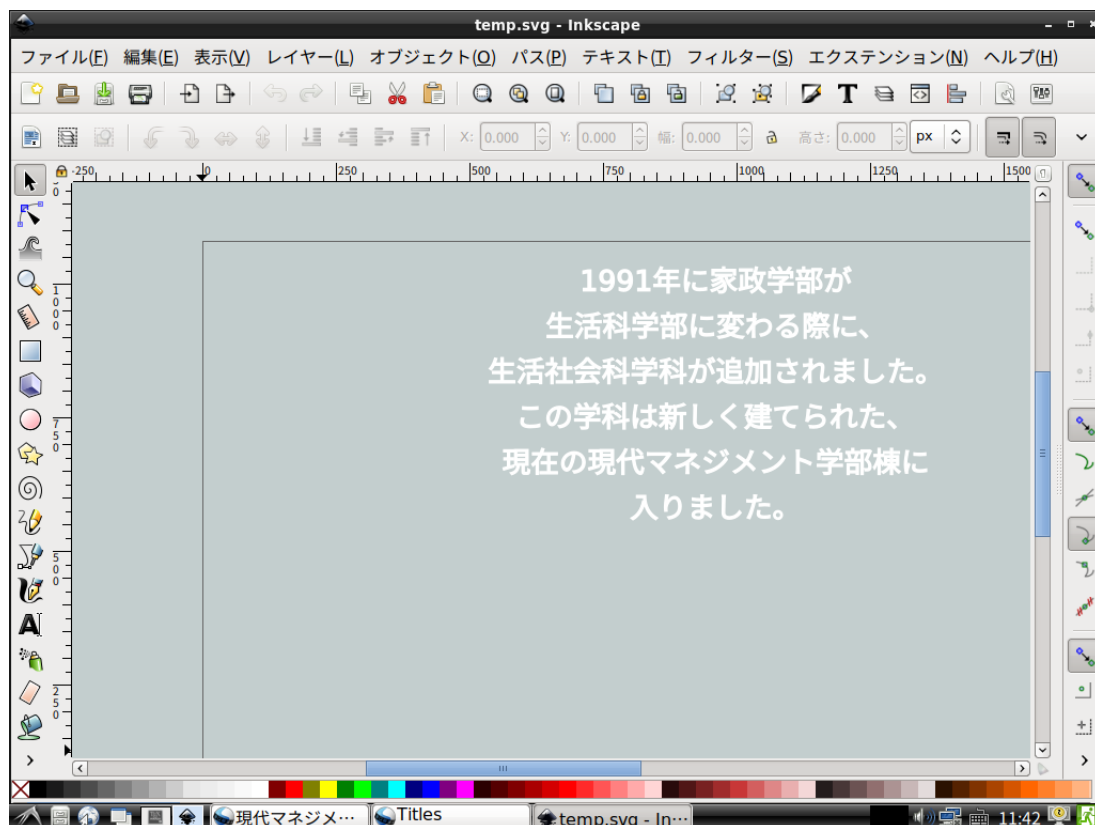 temp.svg - Inkscape
ファイル(F) 編集(E) 表示(V) レイヤー(L) オブジェクト(O) パス(P) テキスト(T) フィルター(S) エクステンション(N) ヘルプ(H)
X: 0.000 Y: 0.000 幅: 0.000 高さ: 0.000 px
-250 0 250 500 750 1000 1250 1500
1000
750
500
250
1991年に家政学部が
生活科学部に変わる際に、
生活社会科学科が追加されました。
この学科は新しく建てられた、
現在の現代マネジメント学部棟に
入りました。
現代マネジメ… Titles temp.svg - In… 11:42